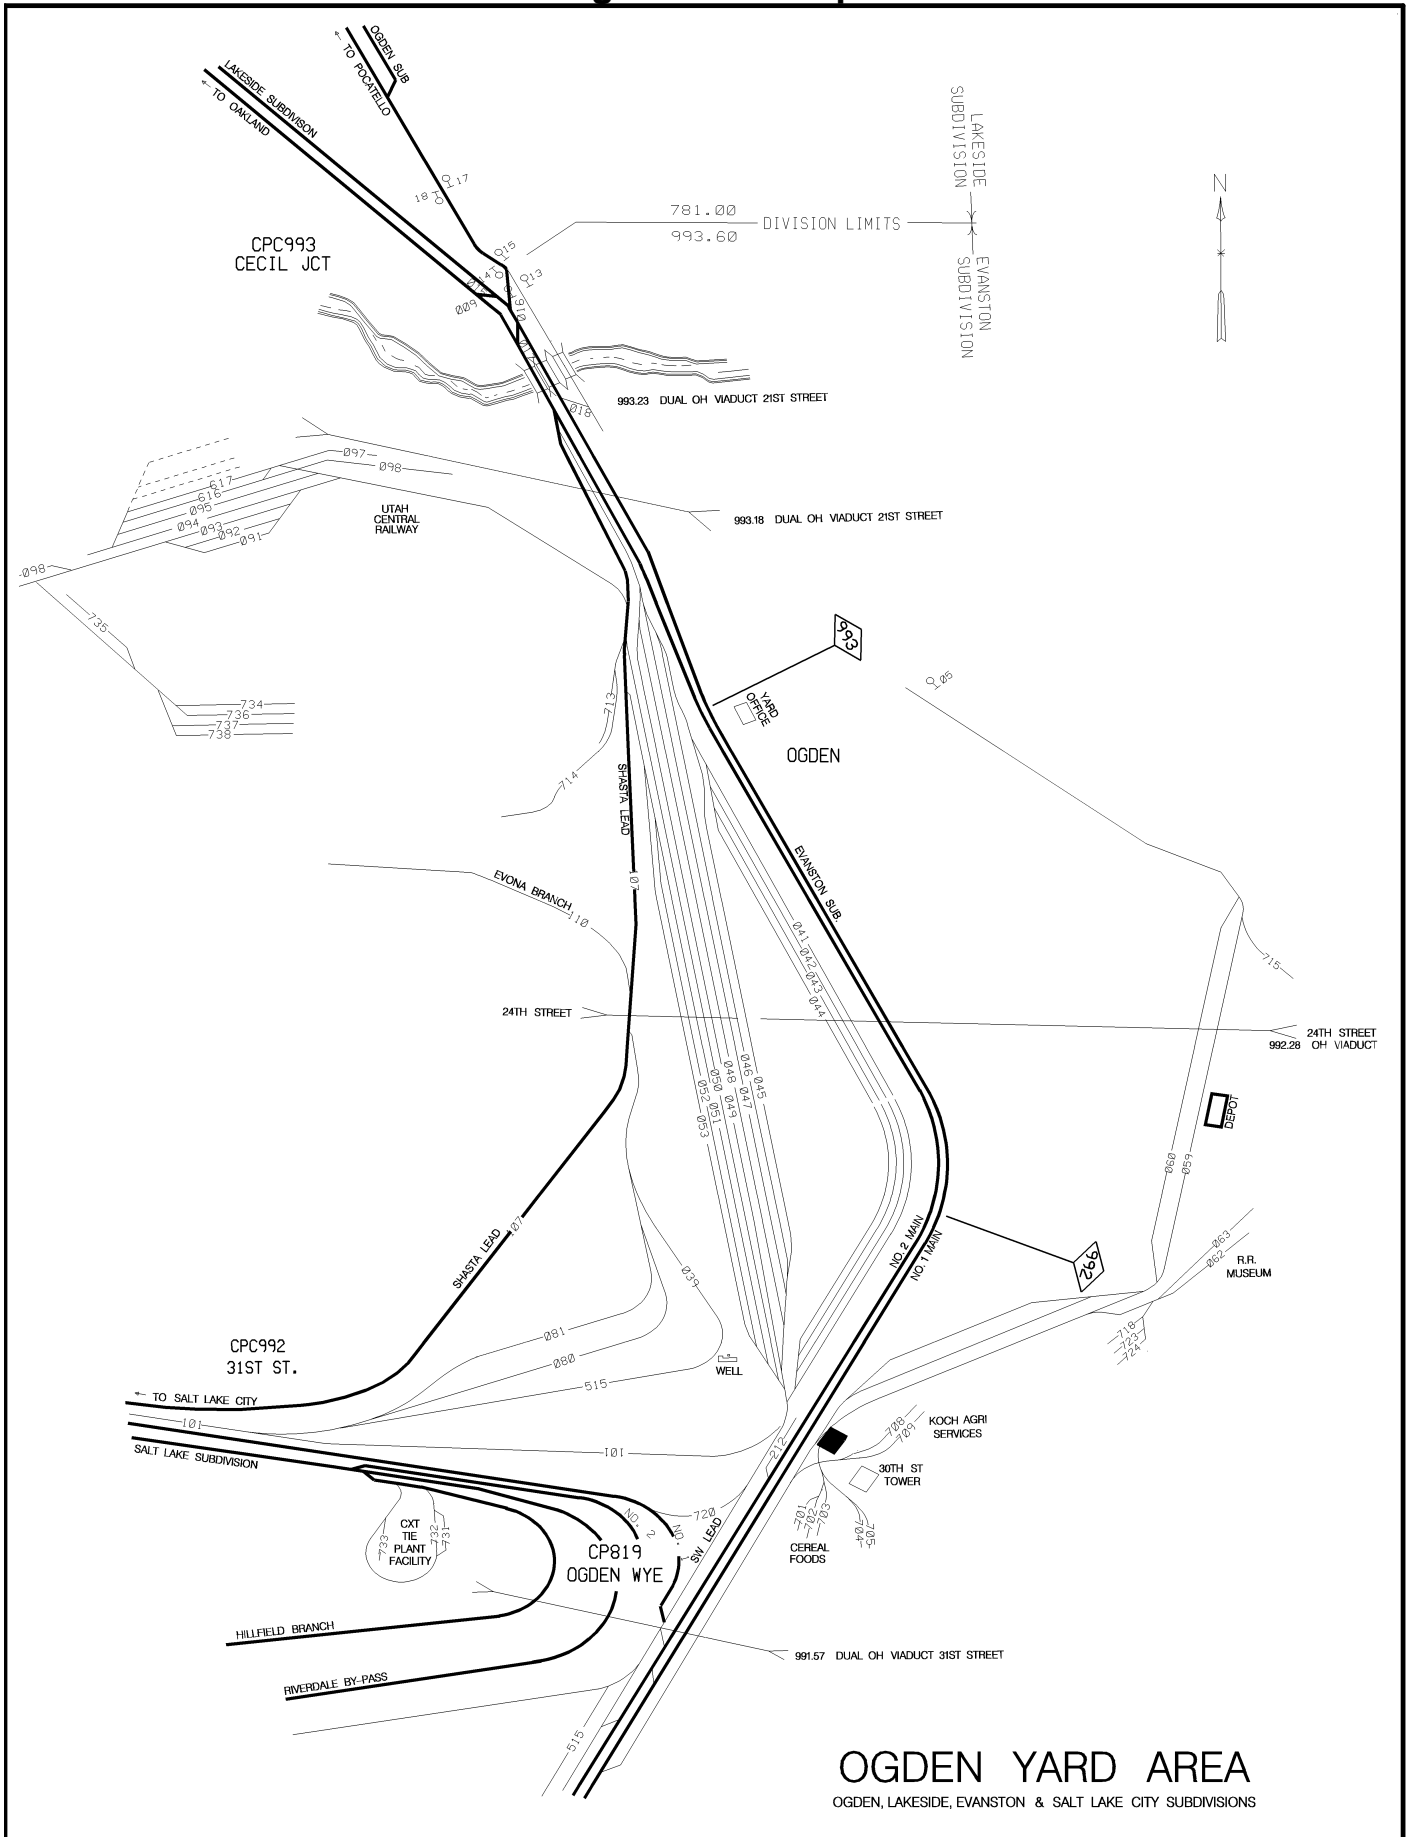 OGDEN SUB
TO POCATELLO
LAKESIDE SUBDIVISON
TO OAKLAND
LAKESIDE
SUBDIVISION
N
17
18
781.00
993.60
DIVISION LIMITS
EVANSTON
SUBDIVISION
CPC993
CECIL JCT
15
014
13
009
016
018
993.23 DUAL OH VIADUCT 21ST STREET
097
098
617
616
095
094
093
092
091
UTAH
CENTRAL
RAILWAY
993.18 DUAL OH VIADUCT 21ST STREET
098
735
993
05
734
736
737
738
713
714
YARD
OFFICE
OGDEN
SHASTA LEAD
107
EVANSTON SUB.
EVONA BRANCH
110
041
042
043
044
715
24TH STREET
24TH STREET
992.28 OH VIADUCT
045
046
047
048
049
050
051
052
053
DEPOT
060
059
SHASTA LEAD
107
NO. 2 MAIN
NO. 1 MAIN
992
063
062
R.R.
MUSEUM
039
718
723
724
CPC992
31ST ST.
081
080
515
WELL
TO SALT LAKE CITY
101
101
212
SALT LAKE SUBDIVISION
708
709
KOCH AGRI
SERVICES
30TH ST
TOWER
CXT
TIE
PLANT
FACILITY
733
732
731
NO. 2
NO.
720
SW LEAD
701
702
703
704
705
CEREAL
FOODS
CP819
OGDEN WYE
HILLFIELD BRANCH
991.57 DUAL OH VIADUCT 31ST STREET
RIVERDALE BY-PASS
515
OGDEN YARD AREA
OGDEN, LAKESIDE, EVANSTON & SALT LAKE CITY SUBDIVISIONS